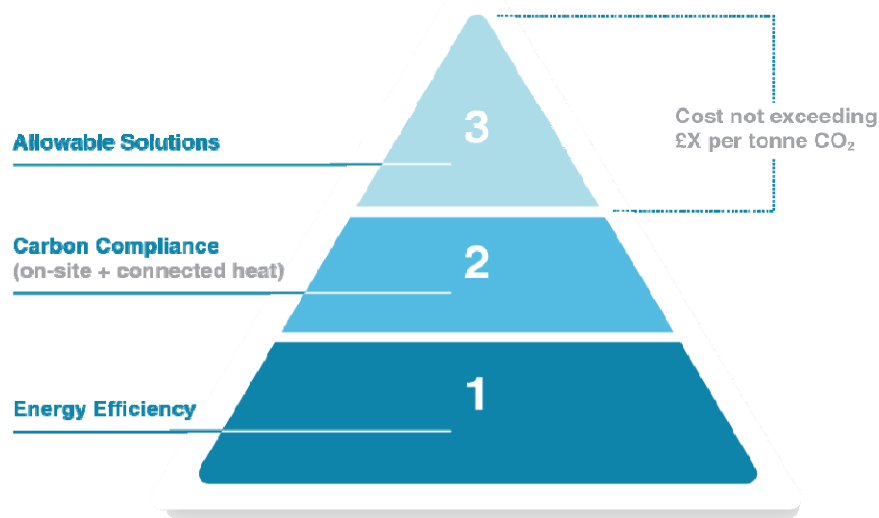 3
Cost not exceeding
£X per tonne CO₂
Allowable Solutions
Carbon Compliance
(on-site + connected heat)
2
Energy Efficiency
1